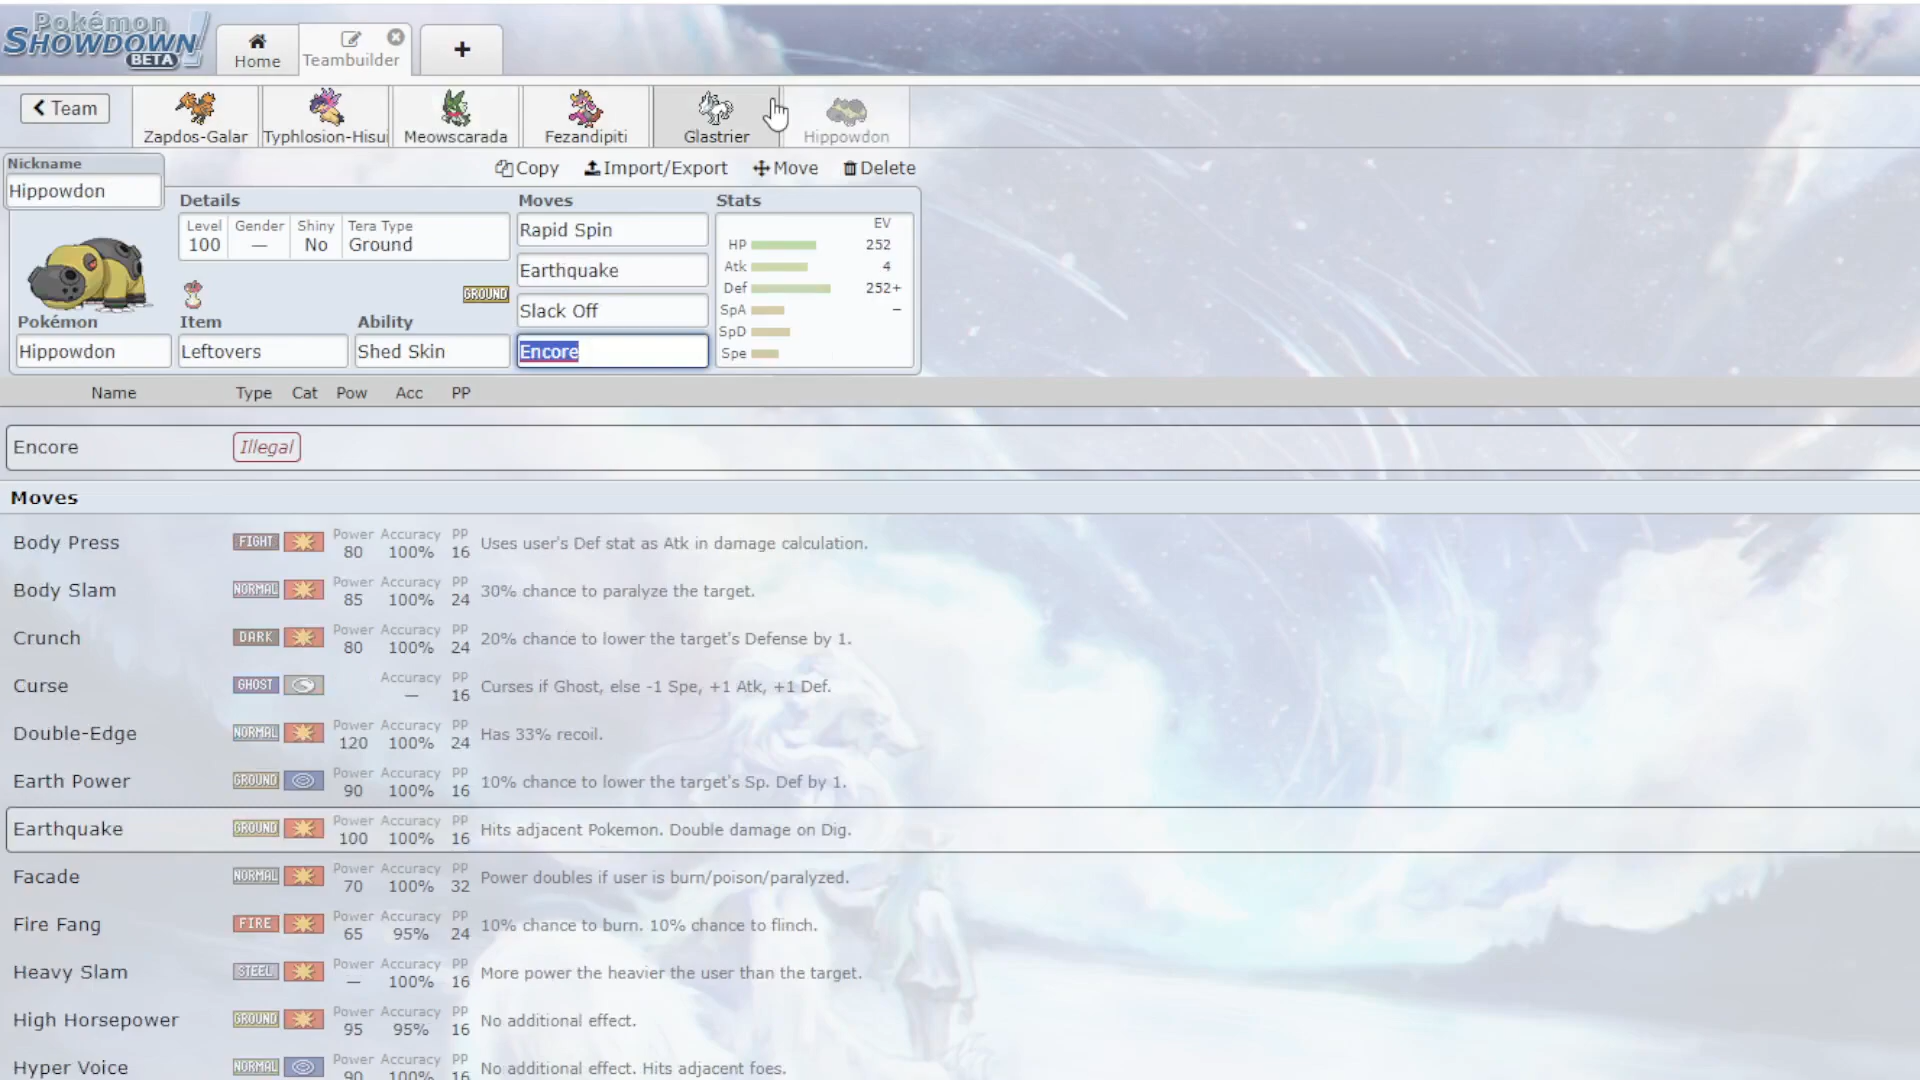 Pokémon
SHOWDOWN!
BETA
Home
Teambuilder
+
Team
Zapdos-Galar
Typhlosion-Hisui
Meowscarada
Fezandipiti
Glastrier
Hippowdon
Nickname
Hippowdon
Copy
Import/Export
Move
Delete
Details
Level Gender Shiny Tera Type
100 — No Ground
GROUND
Pokémon
Hippowdon
Item
Leftovers
Ability
Shed Skin
Moves
Rapid Spin
Earthquake
Slack Off
Encore
Stats
EV
HP 252
Atk 4
Def 252+
SpA –
SpD
Spe
Name Type Cat Pow Acc PP
Encore Illegal
Moves
Body Press FIGHT Power 80 Accuracy 100% PP 16 Uses user's Def stat as Atk in damage calculation.
Body Slam NORMAL Power 85 Accuracy 100% PP 24 30% chance to paralyze the target.
Crunch DARK Power 80 Accuracy 100% PP 24 20% chance to lower the target's Defense by 1.
Curse GHOST Accuracy — PP 16 Curses if Ghost, else -1 Spe, +1 Atk, +1 Def.
Double-Edge NORMAL Power 120 Accuracy 100% PP 24 Has 33% recoil.
Earth Power GROUND Power 90 Accuracy 100% PP 16 10% chance to lower the target's Sp. Def by 1.
Earthquake GROUND Power 100 Accuracy 100% PP 16 Hits adjacent Pokemon. Double damage on Dig.
Facade NORMAL Power 70 Accuracy 100% PP 32 Power doubles if user is burn/poison/paralyzed.
Fire Fang FIRE Power 65 Accuracy 95% PP 24 10% chance to burn. 10% chance to flinch.
Heavy Slam STEEL Power — Accuracy 100% PP 16 More power the heavier the user than the target.
High Horsepower GROUND Power 95 Accuracy 95% PP 16 No additional effect.
Hyper Voice NORMAL Power 90 Accuracy 100% PP 16 No additional effect. Hits adjacent foes.